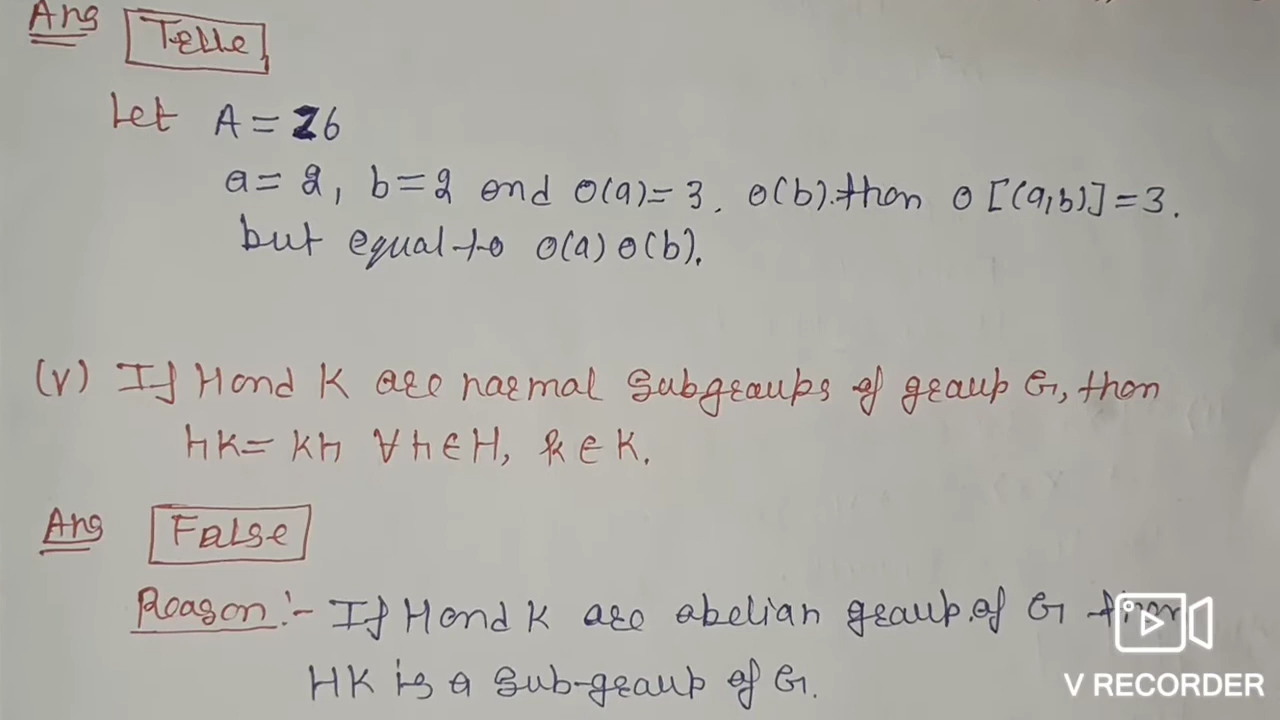 Ans True
Let A = Z6
a = 2, b = 2 and o(a) = 3. o(b). then o [(a,b)] = 3.
but equal to o(a) o(b).
(v) If H and K are normal subgroups of group G, then
hk = kh ∀ h ∈ H, k ∈ K.
Ans False
Reason :- If H and K are abelian group. of G then
HK is a sub-group of G.
V RECORDER